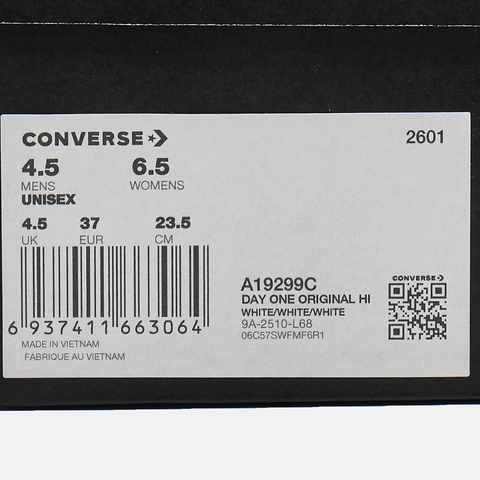 CONVERSE
2601
4.5 6.5
MENS WOMENS
UNISEX
4.5 37 23.5
UK EUR CM
6 937411 663064
MADE IN VIETNAM
FABRIQUE AU VIETNAM
A19299C
DAY ONE ORIGINAL HI
WHITE/WHITE/WHITE
9A-2510-L68
06C57SWFMF6R1
CONVERSE